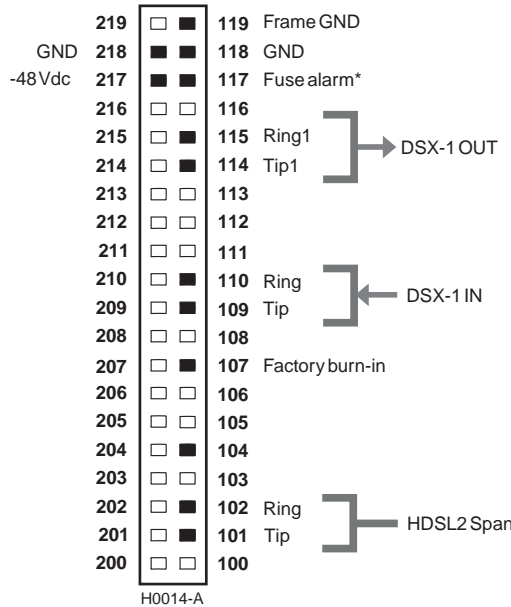 219 119 Frame GND
GND 218 118 GND
-48Vdc 217 117 Fuse alarm*
216 116
215 115 Ring1
DSX-1 OUT
214 114 Tip1
213 113
212 112
211 111
210 110 Ring
DSX-1 IN
209 109 Tip
208 108
207 107 Factory burn-in
206 106
205 105
204 104
203 103
202 102 Ring
HDSL2 Span
201 101 Tip
200 100
H0014-A